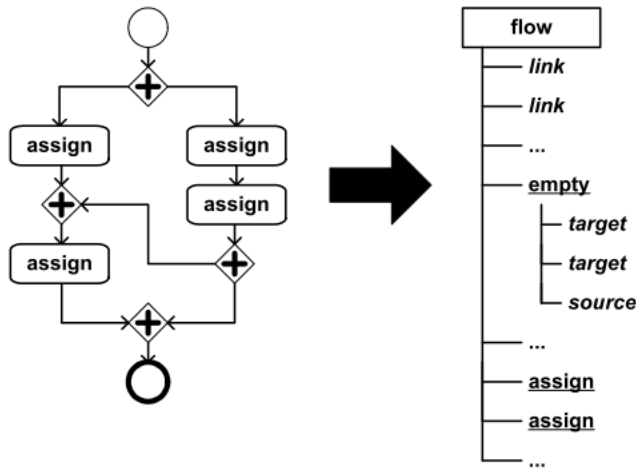 assign
assign
assign
assign
flow
link
link
...
empty
target
target
source
...
assign
assign
...